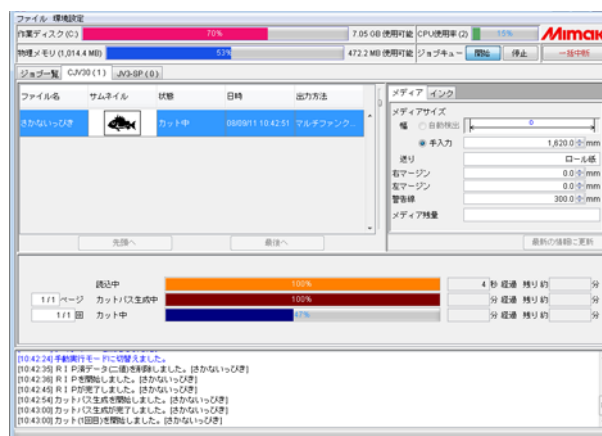 ファイル 環境設定
作業ディスク(C:) 70% 7.05 GB 使用可能 CPU使用率(2) 15% Mimaki
物理メモリ(1,014.4 MB) 53% 472.2 MB 使用可能 ジョブキュー 開始 停止 一括中断
ジョブ一覧 CJV30 (1) JV3-SP (0)
ファイル名 サムネイル 状態 日時 出力方法
さかないっぴき カット中 09/09/11 10:42:51 マルチファンク...
先頭へ 最後へ
メディア インク
メディアサイズ
幅 自動検出 0
手入力 1,620.0 mm
送り ロール紙
右マージン 0.0 mm
左マージン 0.0 mm
警告線 300.0 mm
メディア残量
最新の情報に更新
読込中 100% 4 秒 経過 残り約 分
1/1 ページ カットパス生成中 100% 分 経過 残り約 分
1/1 回 カット中 47% 分 経過 残り約 分
[10:42:24] 手動実行モードに切替えました。
[10:42:35] ＲＩＰ済データ(二値)を削除しました。[さかないっぴき]
[10:42:36] ＲＩＰを開始しました。[さかないっぴき]
[10:42:45] ＲＩＰが完了しました。[さかないっぴき]
[10:42:54] カットパス生成を開始しました。[さかないっぴき]
[10:43:00] カットパス生成が完了しました。[さかないっぴき]
[10:43:00] カット(1回目)を開始しました。[さかないっぴき]